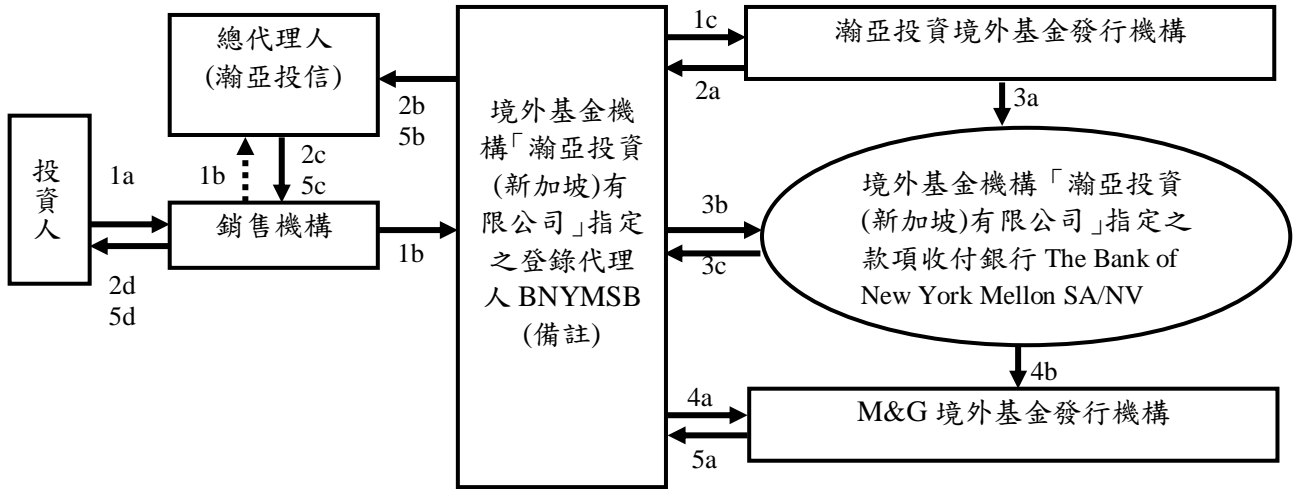 總代理人
(瀚亞投信)
投
資
人
1a
2d
5d
1b
2c
5c
銷售機構
2b
5b
1b
境外基金機
構「瀚亞投資
(新加坡)有
限公司」指定
之登錄代理
人 BNYMSB
(備註)
1c
2a
瀚亞投資境外基金發行機構
3a
3b
3c
境外基金機構「瀚亞投資
(新加坡)有限公司」指定之
款項收付銀行 The Bank of
New York Mellon SA/NV
4b
4a
5a
M&G 境外基金發行機構